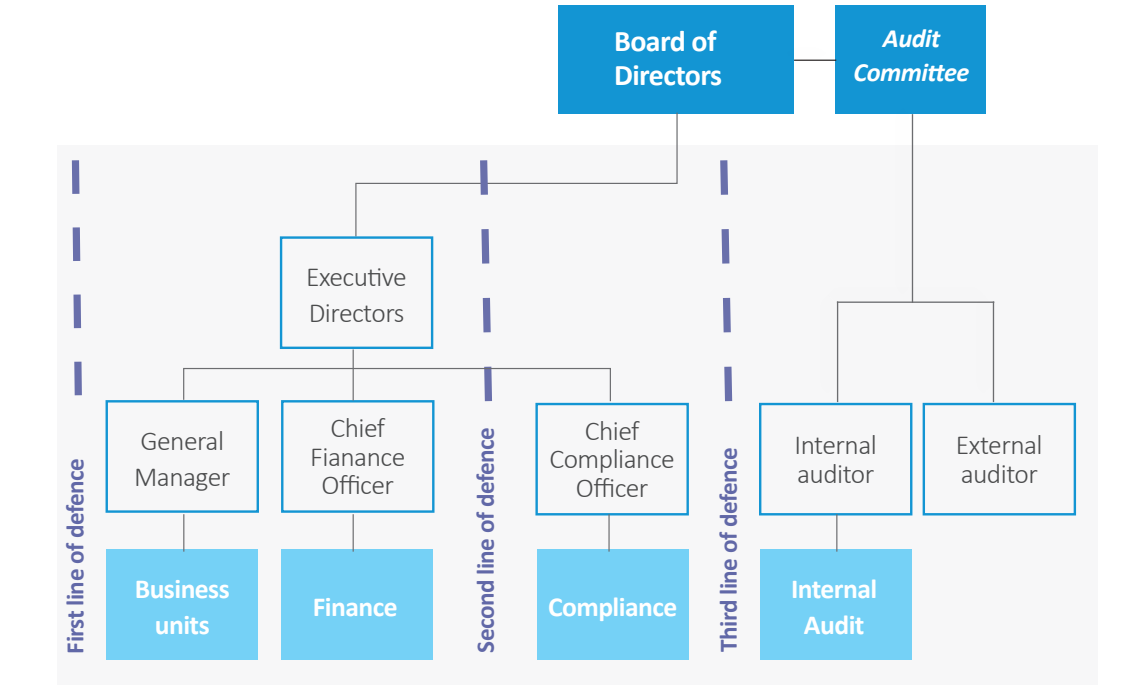 Board of
Directors
Audit
Committee
Executive
Directors
General
Manager
Chief
Fianance
Officer
Chief
Compliance
Officer
Internal
auditor
External
auditor
First line of defence
Second line of defence
Third line of defence
Business
units
Finance
Compliance
Internal
Audit